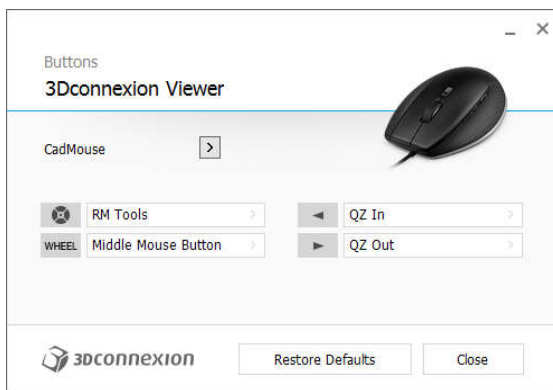 Buttons
3Dconnexion Viewer
CadMouse
RM Tools
QZ In
WHEEL Middle Mouse Button
QZ Out
3Dconnexion
Restore Defaults
Close